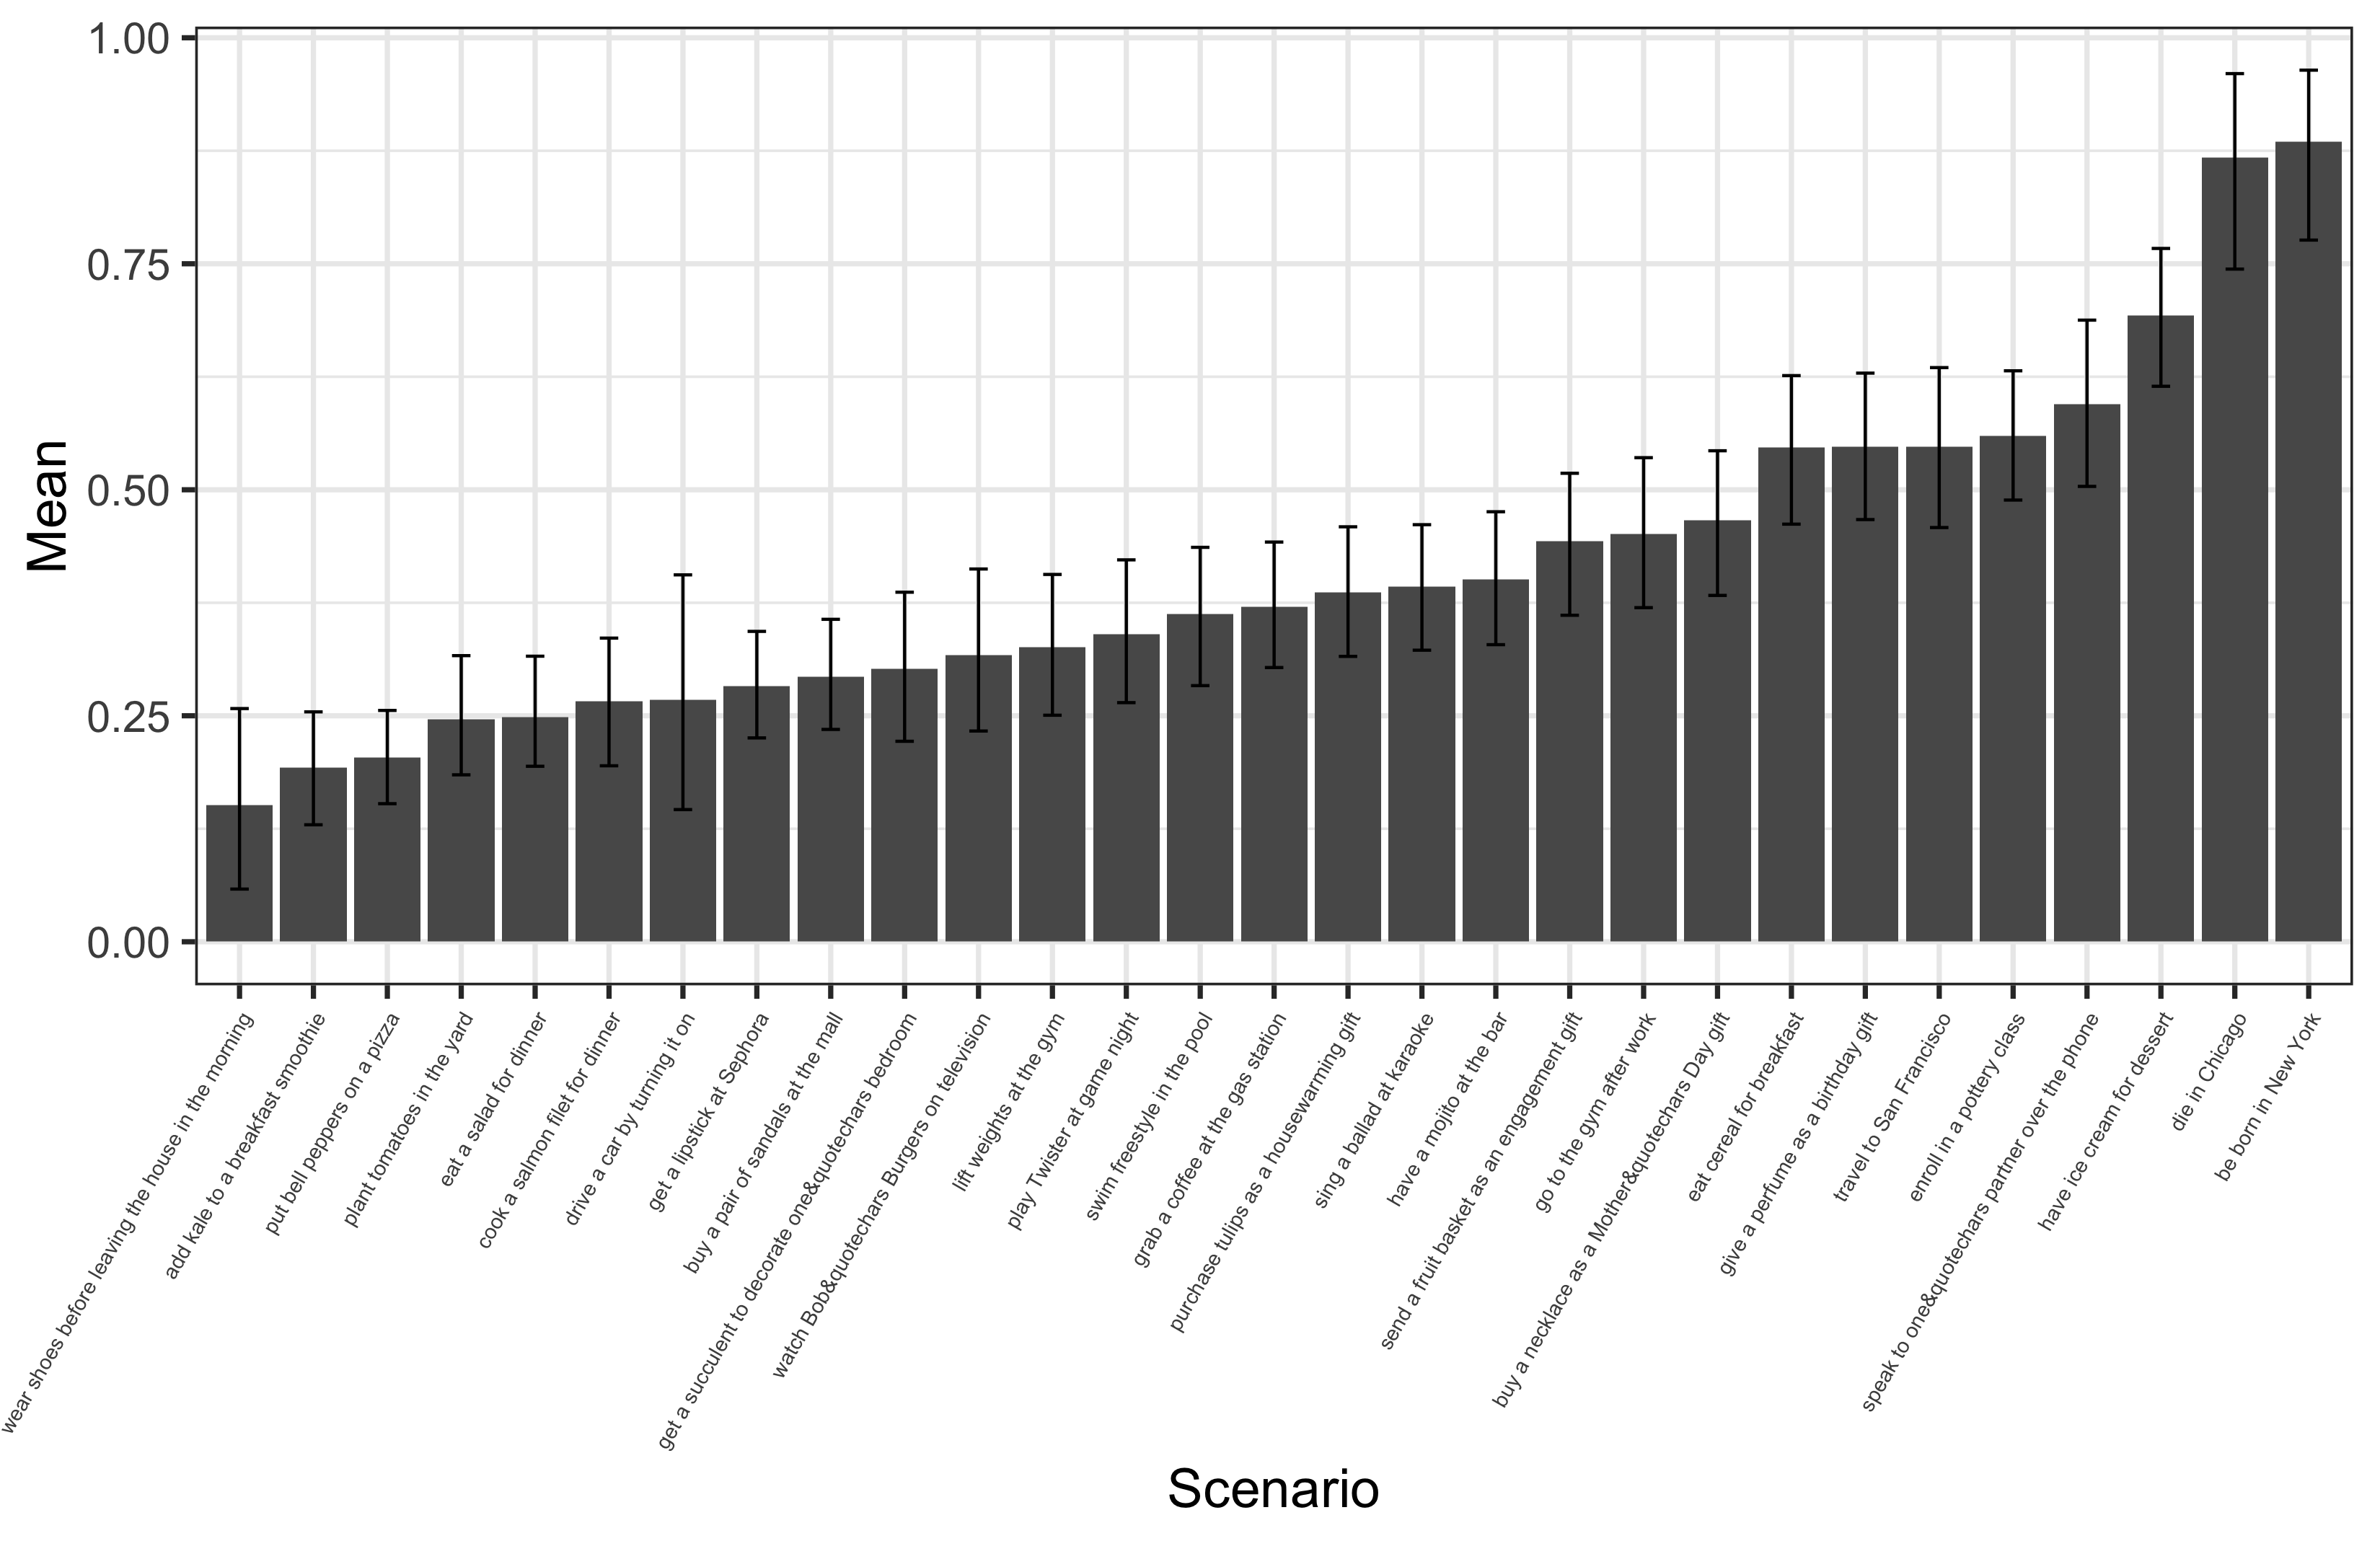 1.00
0.75
0.50
0.25
0.00
Mean
wear shoes before leaving the house in the morning
add kale to a breakfast smoothie
put bell peppers on a pizza
plant tomatoes in the yard
eat a salad for dinner
cook a salmon filet for dinner
drive a car by turning it on
get a lipstick at Sephora
buy a pair of sandals at the mall
get a succulent to decorate one&quotechars bedroom
watch Bob&quotechars Burgers on television
lift weights at the gym
play Twister at game night
swim freestyle in the pool
grab a coffee at the gas station
purchase tulips as a housewarming gift
sing a ballad at karaoke
have a mojito at the bar
send a fruit basket as an engagement gift
go to the gym after work
buy a necklace as a Mother&quotechars Day gift
eat cereal for breakfast
give a perfume as a birthday gift
travel to San Francisco
enroll in a pottery class
speak to one&quotechars partner over the phone
have ice cream for dessert
die in Chicago
be born in New York
Scenario